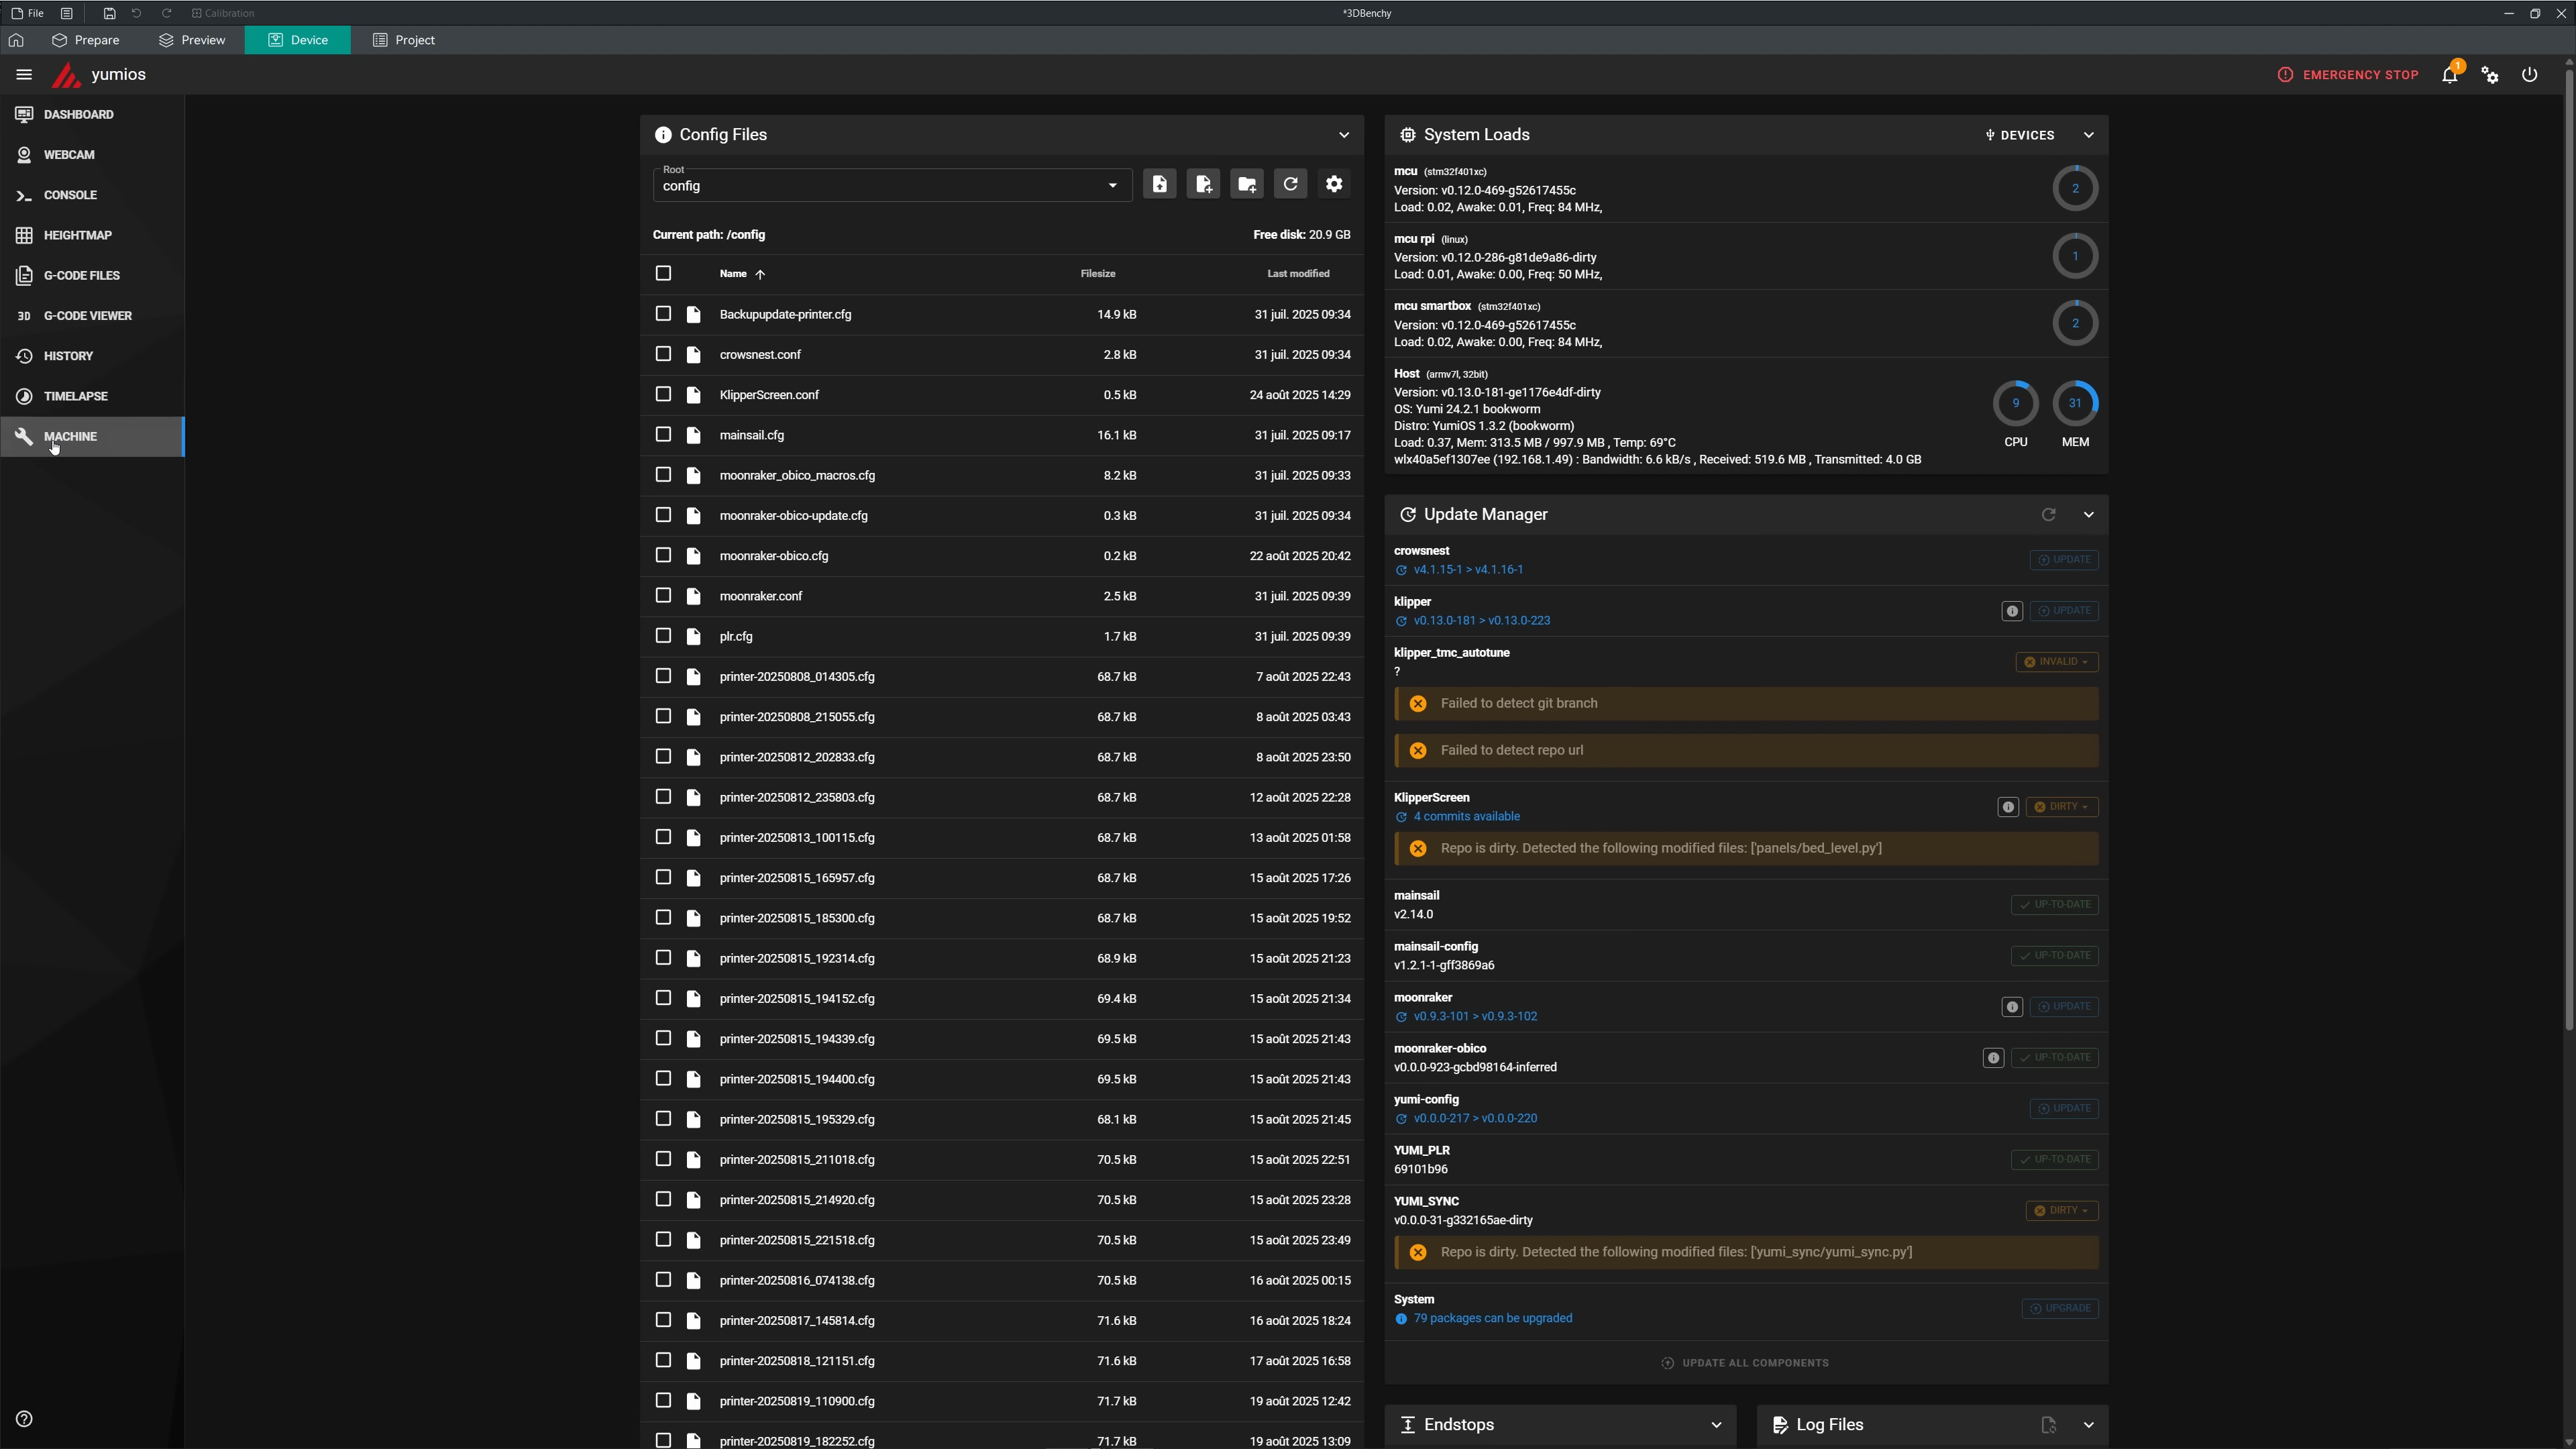 File
Calibration
*3DBenchy
Prepare
Preview
Device
Project
yumios
EMERGENCY STOP
1
DASHBOARD
WEBCAM
CONSOLE
HEIGHTMAP
G-CODE FILES
3D G-CODE VIEWER
HISTORY
TIMELAPSE
MACHINE
Config Files
Root
config
Current path: /config
Free disk: 20.9 GB
Name Filesize Last modified
Backupupdate-printer.cfg 14.9 kB 31 juil. 2025 09:34
crowsnest.conf 2.8 kB 31 juil. 2025 09:34
KlipperScreen.conf 0.5 kB 24 août 2025 14:29
mainsail.cfg 16.1 kB 31 juil. 2025 09:17
moonraker_obico_macros.cfg 8.2 kB 31 juil. 2025 09:33
moonraker-obico-update.cfg 0.3 kB 31 juil. 2025 09:34
moonraker-obico.cfg 0.2 kB 22 août 2025 20:42
moonraker.conf 2.5 kB 31 juil. 2025 09:39
plr.cfg 1.7 kB 31 juil. 2025 09:39
printer-20250808_014305.cfg 68.7 kB 7 août 2025 22:43
printer-20250808_215055.cfg 68.7 kB 8 août 2025 03:43
printer-20250812_202833.cfg 68.7 kB 8 août 2025 23:50
printer-20250812_235803.cfg 68.7 kB 12 août 2025 22:28
printer-20250813_100115.cfg 68.7 kB 13 août 2025 01:58
printer-20250815_165957.cfg 68.7 kB 15 août 2025 17:26
printer-20250815_185300.cfg 68.7 kB 15 août 2025 19:52
printer-20250815_192314.cfg 68.9 kB 15 août 2025 21:23
printer-20250815_194152.cfg 69.4 kB 15 août 2025 21:34
printer-20250815_194339.cfg 69.5 kB 15 août 2025 21:43
printer-20250815_194400.cfg 69.5 kB 15 août 2025 21:43
printer-20250815_195329.cfg 68.1 kB 15 août 2025 21:45
printer-20250815_211018.cfg 70.5 kB 15 août 2025 22:51
printer-20250815_214920.cfg 70.5 kB 15 août 2025 23:28
printer-20250815_221518.cfg 70.5 kB 15 août 2025 23:49
printer-20250816_074138.cfg 70.5 kB 16 août 2025 00:15
printer-20250817_145814.cfg 71.6 kB 16 août 2025 18:24
printer-20250818_121151.cfg 71.6 kB 17 août 2025 16:58
printer-20250819_110900.cfg 71.7 kB 19 août 2025 12:42
printer-20250819_182252.cfg 71.7 kB 19 août 2025 13:09
System Loads
DEVICES
mcu (stm32f401xc)
Version: v0.12.0-469-g52617455c
Load: 0.02, Awake: 0.01, Freq: 84 MHz,
2
mcu rpi (linux)
Version: v0.12.0-286-g81de9a86-dirty
Load: 0.01, Awake: 0.00, Freq: 50 MHz,
1
mcu smartbox (stm32f401xc)
Version: v0.12.0-469-g52617455c
Load: 0.02, Awake: 0.00, Freq: 84 MHz,
2
Host (armv7l, 32bit)
Version: v0.13.0-181-ge1176e4df-dirty
OS: Yumi 24.2.1 bookworm
Distro: YumiOS 1.3.2 (bookworm)
Load: 0.37, Mem: 313.5 MB / 997.9 MB , Temp: 69°C
wlx40a5ef1307ee (192.168.1.49) : Bandwidth: 6.6 kB/s , Received: 519.6 MB , Transmitted: 4.0 GB
9 31
CPU MEM
Update Manager
crowsnest
v4.1.15-1 > v4.1.16-1
UPDATE
klipper
v0.13.0-181 > v0.13.0-223
UPDATE
klipper_tmc_autotune
?
INVALID
Failed to detect git branch
Failed to detect repo url
KlipperScreen
4 commits available
DIRTY
Repo is dirty. Detected the following modified files: ['panels/bed_level.py']
mainsail
v2.14.0
UP-TO-DATE
mainsail-config
v1.2.1-1-gff3869a6
UP-TO-DATE
moonraker
v0.9.3-101 > v0.9.3-102
UPDATE
moonraker-obico
v0.0.0-923-gcbd98164-inferred
UP-TO-DATE
yumi-config
v0.0.0-217 > v0.0.0-220
UPDATE
YUMI_PLR
69101b96
UP-TO-DATE
YUMI_SYNC
v0.0.0-31-g332165ae-dirty
DIRTY
Repo is dirty. Detected the following modified files: ['yumi_sync/yumi_sync.py']
System
79 packages can be upgraded
UPGRADE
UPDATE ALL COMPONENTS
Endstops
Log Files